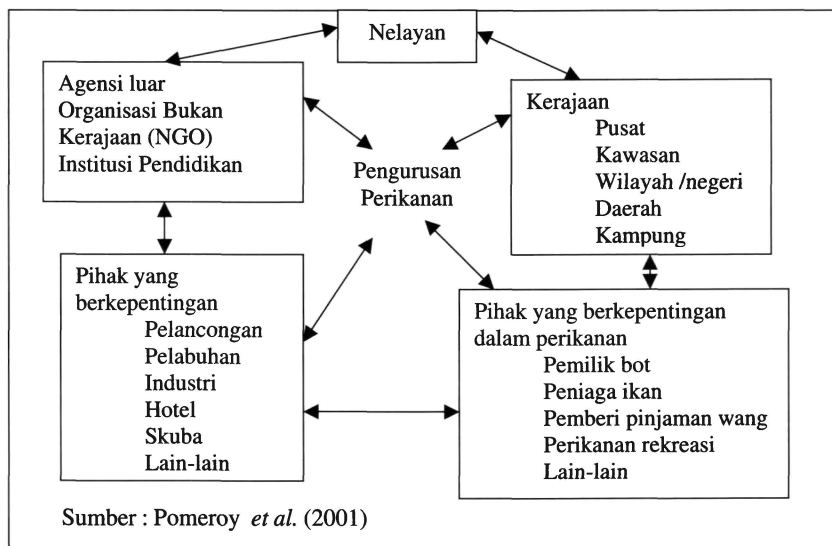 Nelayan
Agensi luar
Organisasi Bukan
Kerajaan (NGO)
Institusi Pendidikan
Kerajaan
Pusat
Kawasan
Wilayah /negeri
Daerah
Kampung
Pengurusan
Perikanan
Pihak yang
berkepentingan
Pelancongan
Pelabuhan
Industri
Hotel
Skuba
Lain-lain
Pihak yang berkepentingan
dalam perikanan
Pemilik bot
Peniaga ikan
Pemberi pinjaman wang
Perikanan rekreasi
Lain-lain
Sumber : Pomeroy et al. (2001)